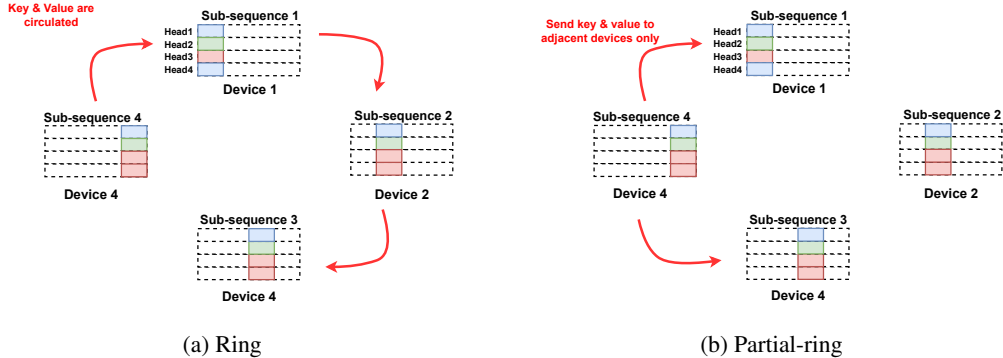 Key & Value are
circulated
Sub-sequence 1
Head1
Head2
Head3
Head4
Device 1
Sub-sequence 4
Device 4
Sub-sequence 2
Device 2
Sub-sequence 3
Device 4
(a) Ring
Send key & value to
adjacent devices only
Sub-sequence 1
Head1
Head2
Head3
Head4
Device 1
Sub-sequence 4
Device 4
Sub-sequence 2
Device 2
Sub-sequence 3
Device 4
(b) Partial-ring